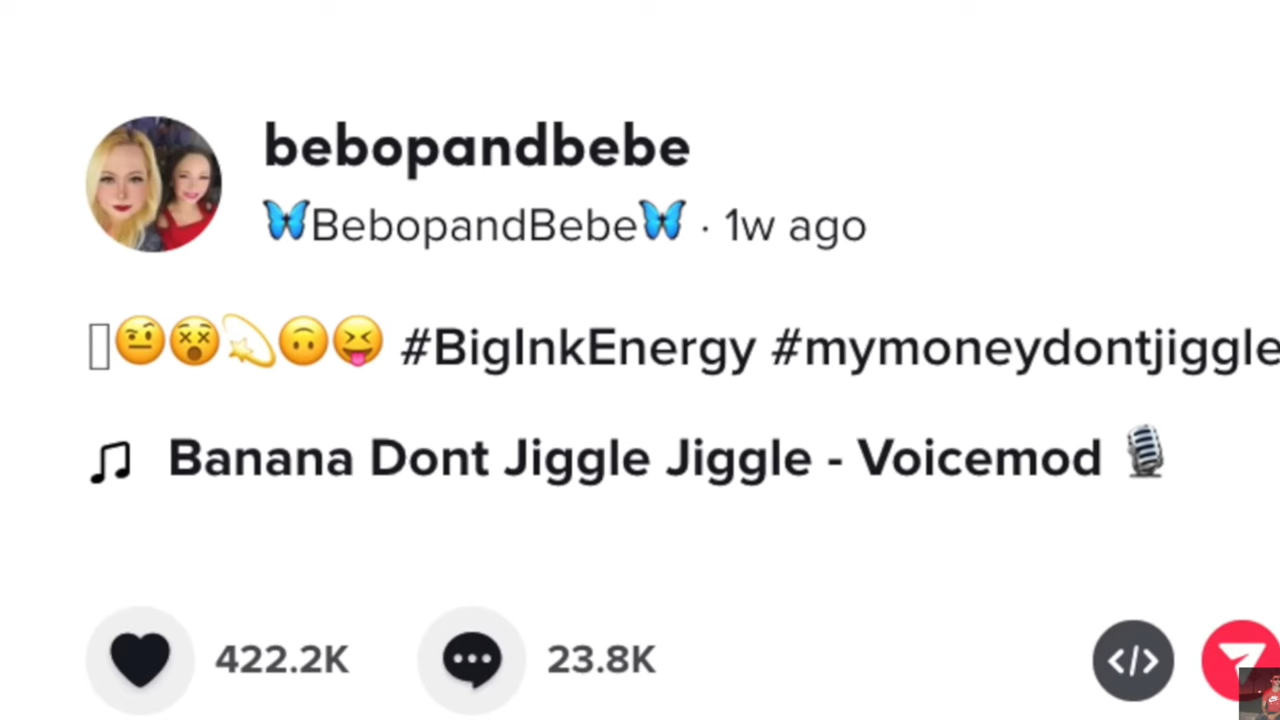 bebopandbebe
🦋BebopandBebe🦋 · 1w ago
🤨😵💫🙃😝 #BigInkEnergy #mymoneydontjiggle
♫ Banana Dont Jiggle Jiggle - Voicemod 🎙
422.2K 23.8K </>